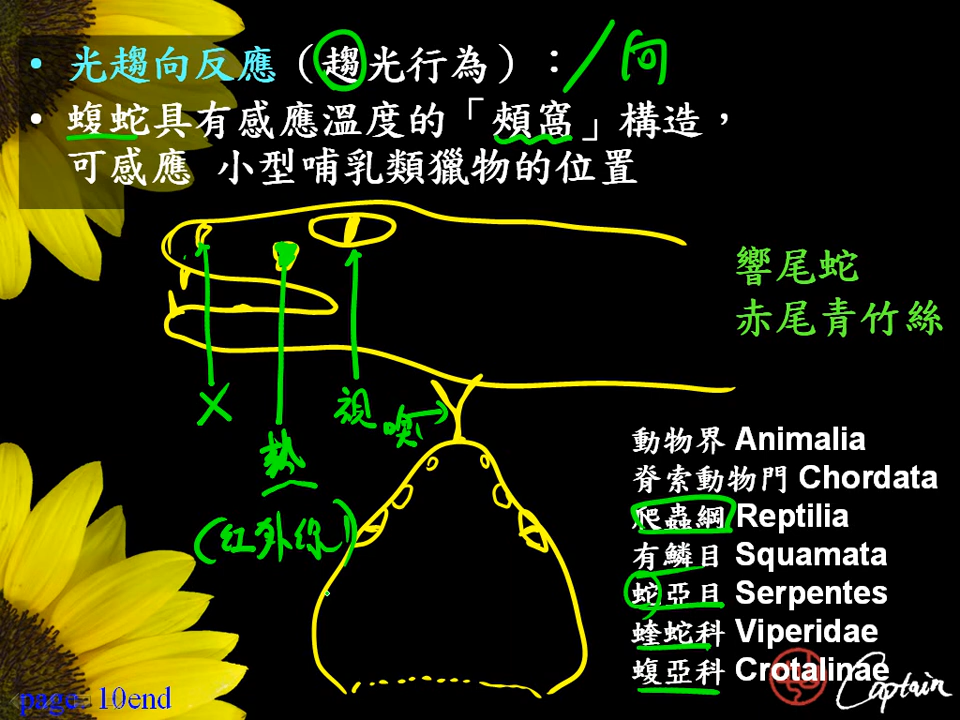 • 光趨向反應（趨光行為）： / 向
• 蝮蛇具有感應溫度的「頰窩」構造，
可感應 小型哺乳類獵物的位置
響尾蛇
赤尾青竹絲
X
熱
(紅外線)
視
嗅
動物界 Animalia
脊索動物門 Chordata
爬蟲綱 Reptilia
有鱗目 Squamata
蛇亞目 Serpentes
蝰蛇科 Viperidae
蝮亞科 Crotalinae
Captain
page: 10end